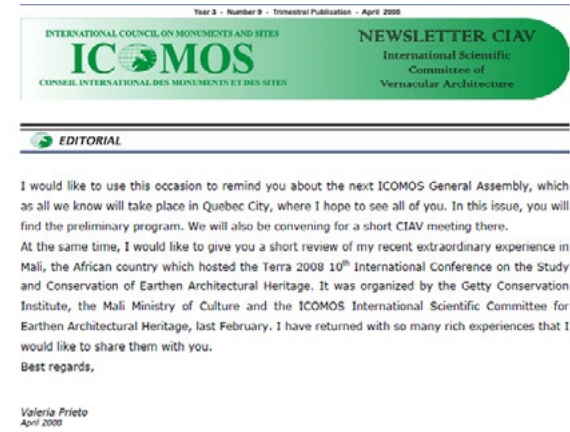 Year 3 - Number 9 - Trimestral Publication - April 2008
INTERNATIONAL COUNCIL ON MONUMENTS AND SITES
ICOMOS
CONSEIL INTERNATIONAL DES MONUMENTS ET DES SITES
NEWSLETTER CIAV
International Scientific
Committee of
Vernacular Architecture
EDITORIAL
I would like to use this occasion to remind you about the next ICOMOS General Assembly, which
as all we know will take place in Quebec City, where I hope to see all of you. In this issue, you will
find the preliminary program. We will also be convening for a short CIAV meeting there.
At the same time, I would like to give you a short review of my recent extraordinary experience in
Mali, the African country which hosted the Terra 2008 10th International Conference on the Study
and Conservation of Earthen Architectural Heritage. It was organized by the Getty Conservation
Institute, the Mali Ministry of Culture and the ICOMOS International Scientific Committee for
Earthen Architectural Heritage, last February. I have returned with so many rich experiences that I
would like to share them with you.
Best regards,
Valeria Prieto
April 2008